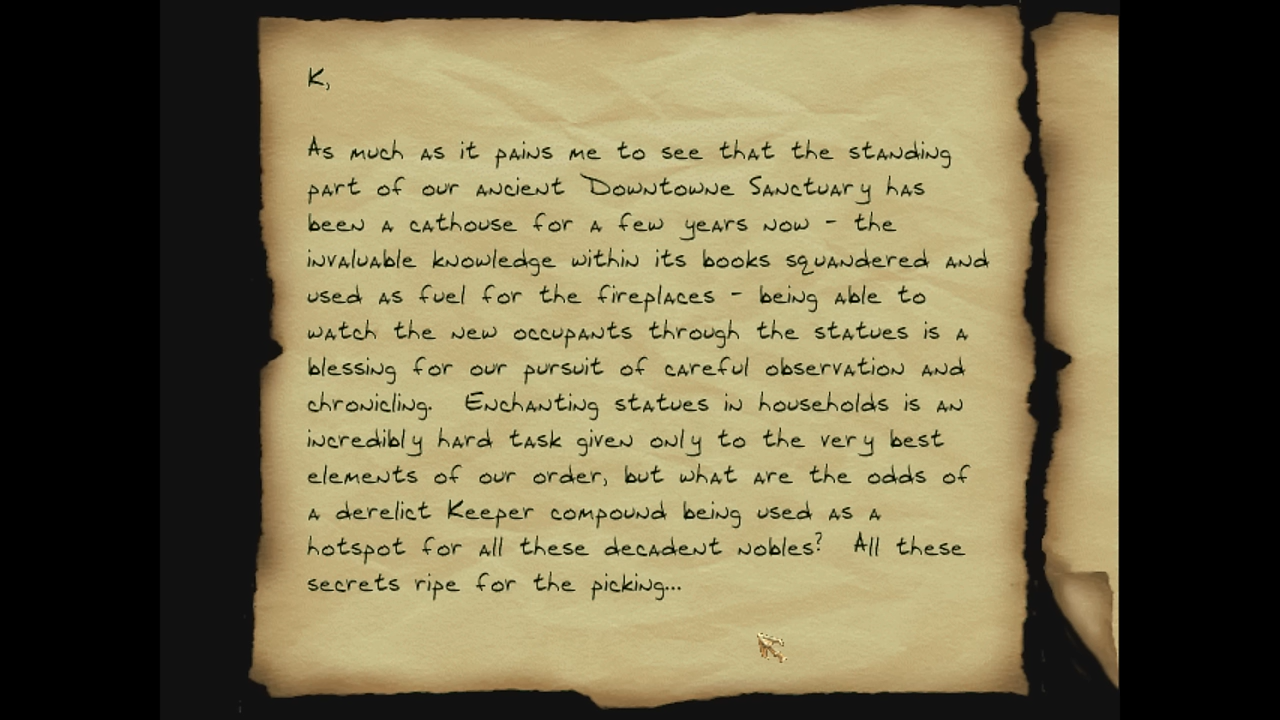 K,
As much as it pains me to see that the standing
part of our ancient Downtowne Sanctuary has
been a cathouse for a few years now - the
invaluable knowledge within its books squandered and
used as fuel for the fireplaces - being able to
watch the new occupants through the statues is a
blessing for our pursuit of careful observation and
chronicling. Enchanting statues in households is an
incredibly hard task given only to the very best
elements of our order, but what are the odds of
a derelict Keeper compound being used as a
hotspot for all these decadent nobles? All these
secrets ripe for the picking...